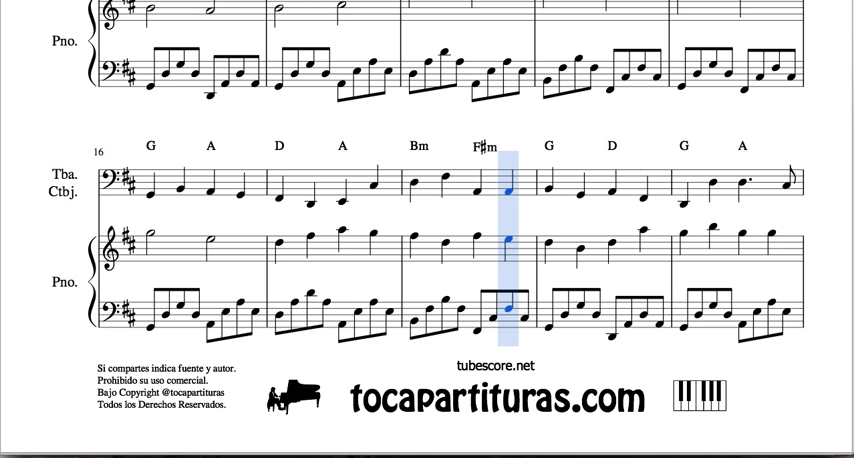 Pno.
16
G A D A Bm F#m G D G A
Tba.
Ctbj.
Pno.
Si compartes indica fuente y autor.
Prohibido su uso comercial.
Bajo Copyright @tocapartituras
Todos los Derechos Reservados.
tubescore.net
tocapartituras.com